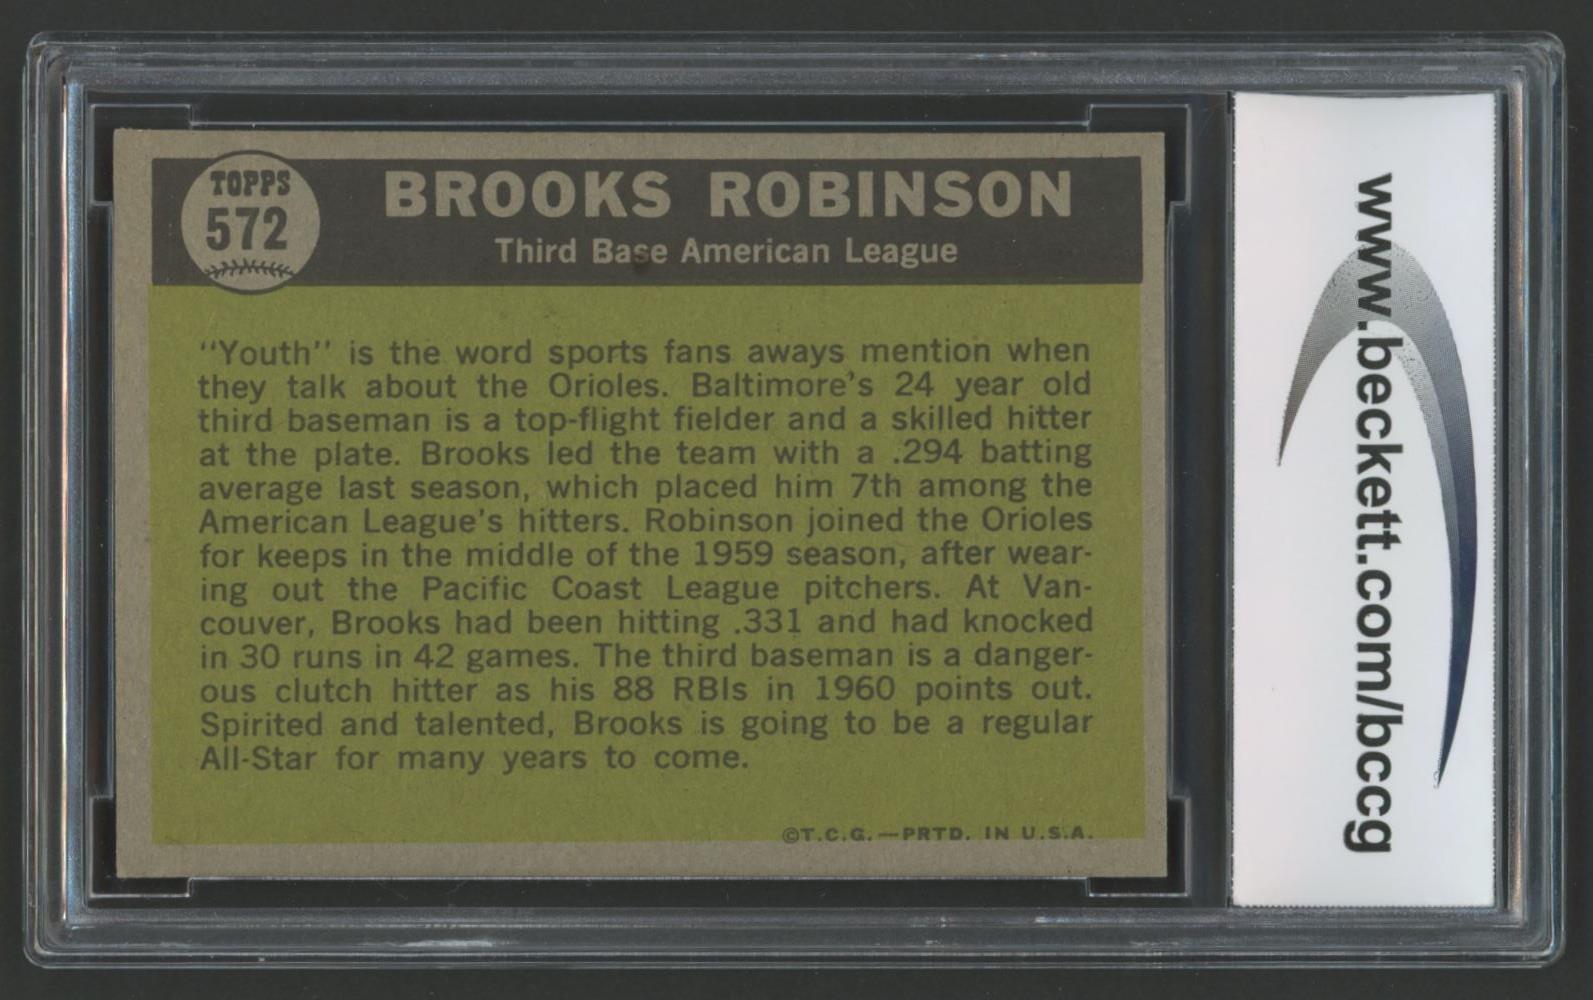 TOPPS
572
BROOKS ROBINSON
Third Base American League
"Youth" is the word sports fans aways mention when
they talk about the Orioles. Baltimore's 24 year old
third baseman is a top-flight fielder and a skilled hitter
at the plate. Brooks led the team with a .294 batting
average last season, which placed him 7th among the
American League's hitters. Robinson joined the Orioles
for keeps in the middle of the 1959 season, after wear-
ing out the Pacific Coast League pitchers. At Van-
couver, Brooks had been hitting .331 and had knocked
in 30 runs in 42 games. The third baseman is a danger-
ous clutch hitter as his 88 RBIs in 1960 points out.
Spirited and talented, Brooks is going to be a regular
All-Star for many years to come.
©T.C.G.—PRTD. IN U.S.A.
www.beckett.com/bccg